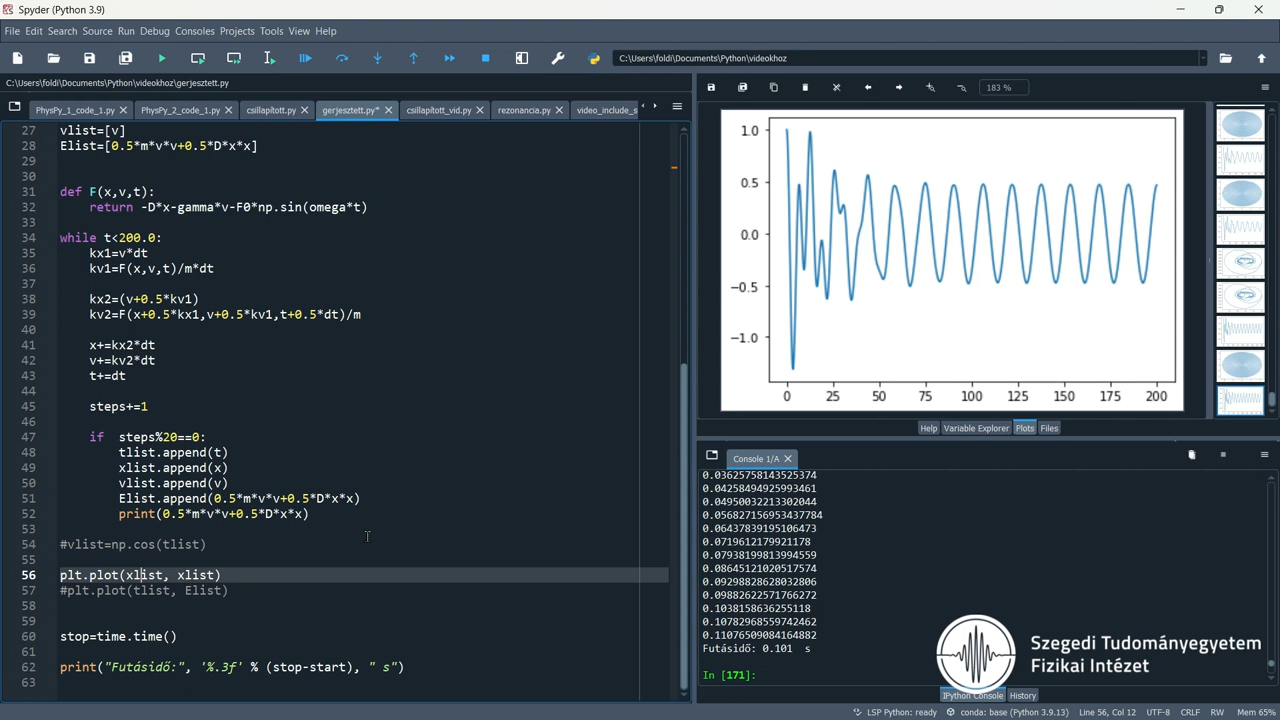 Spyder (Python 3.9)
File Edit Search Source Run Debug Consoles Projects Tools View Help
C:\Users\foldi\Documents\Python\videokhoz
C:\Users\foldi\Documents\Python\videokhoz\gerjesztett.py
PhysPy_1_code_1.py PhysPy_2_code_1.py csillapított.py gerjesztett.py* csillapított_vid.py rezonancia.py video_include_s
183 %
27 vlist=[v]
28 Elist=[0.5*m*v*v+0.5*D*x*x]
29
30
31 def F(x,v,t):
32 return -D*x-gamma*v-F0*np.sin(omega*t)
33
34 while t<200.0:
35 kx1=v*dt
36 kv1=F(x,v,t)/m*dt
37
38 kx2=(v+0.5*kv1)
39 kv2=F(x+0.5*kx1,v+0.5*kv1,t+0.5*dt)/m
40
41 x+=kx2*dt
42 v+=kv2*dt
43 t+=dt
44
45 steps+=1
46
47 if steps%20==0:
48 tlist.append(t)
49 xlist.append(x)
50 vlist.append(v)
51 Elist.append(0.5*m*v*v+0.5*D*x*x)
52 print(0.5*m*v*v+0.5*D*x*x)
53
54 #vlist=np.cos(tlist)
55
56 plt.plot(xlist, xlist)
57 #plt.plot(tlist, Elist)
58
59
60 stop=time.time()
61
62 print("Futásidő:", '%.3f' % (stop-start), " s")
63
1.0
0.5
0.0
−0.5
−1.0
0 25 50 75 100 125 150 175 200
Help Variable Explorer Plots Files
Console 1/A
0.03625758143525374
0.04258494925993461
0.04950032213302044
0.056827156953437784
0.06437839195106473
0.0719612179921178
0.07938199813994559
0.08645121020517574
0.09298828628032806
0.09882622571766272
0.1038158636255118
0.10782968559742462
0.11076509084164882
Futásidő: 0.101 s
In [171]:
Szegedi Tudományegyetem
Fizikai Intézet
IPython Console History
LSP Python: ready conda: base (Python 3.9.13) Line 56, Col 12 UTF-8 CRLF RW Mem 65%